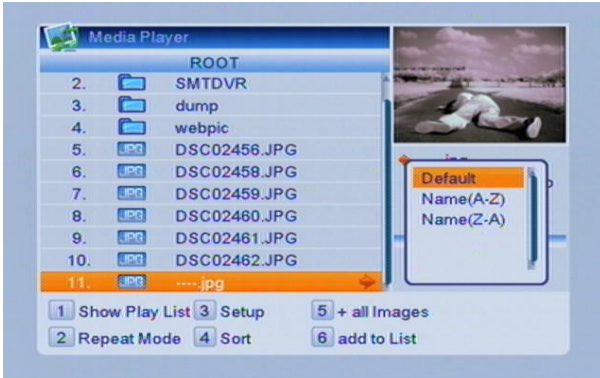 Media Player
ROOT
2. SMTDVR
3. dump
4. webpic
5. JPG DSC02456.JPG
6. JPG DSC02458.JPG
7. JPG DSC02459.JPG
8. JPG DSC02460.JPG
9. JPG DSC02461.JPG
10. JPG DSC02462.JPG
11. JPG ----.jpg
Default
Name(A-Z)
Name(Z-A)
1 Show Play List 3 Setup 5 + all Images
2 Repeat Mode 4 Sort 6 add to List